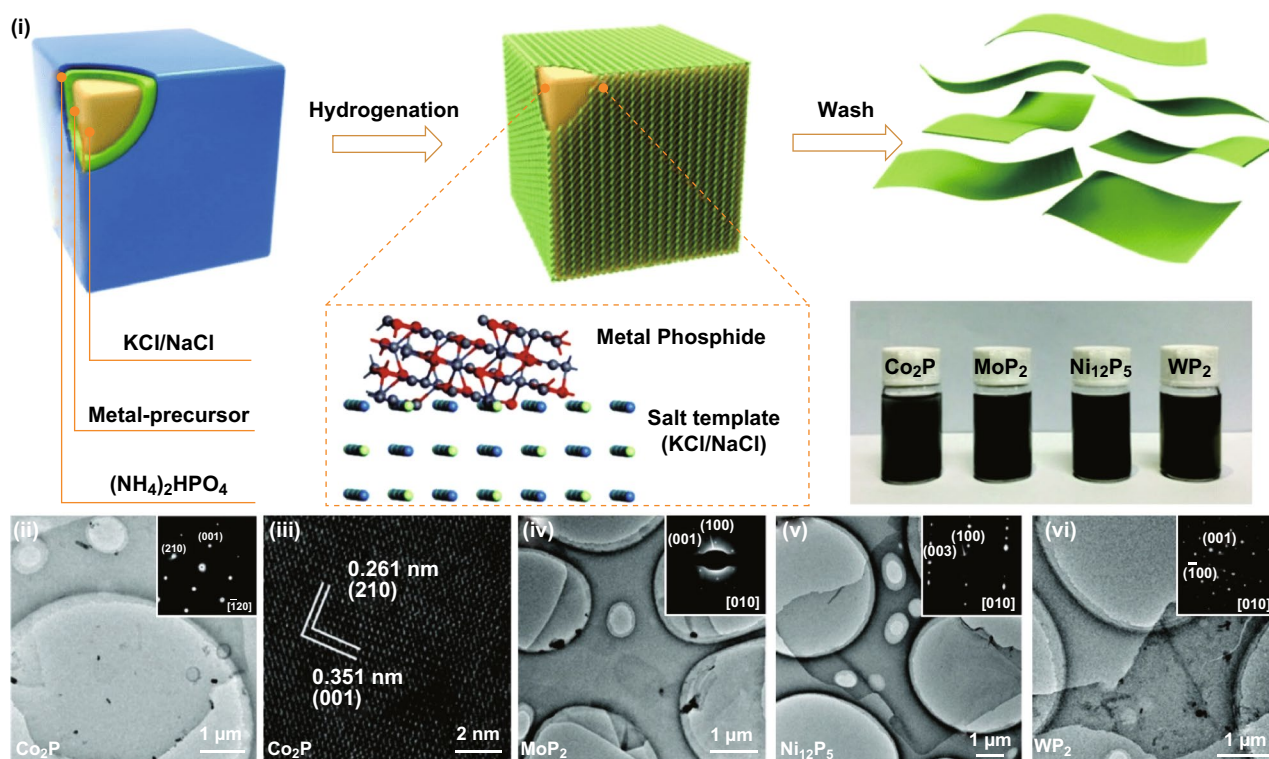 (i)
Hydrogenation
Wash
KCl/NaCl
Metal-precursor
(NH₄)₂HPO₄
Metal Phosphide
Salt template
(KCl/NaCl)
Co₂P
MoP₂
Ni₁₂P₅
WP₂
(ii)
(210)
(001)
[1̄20]
Co₂P
1 μm
(iii)
0.261 nm
(210)
0.351 nm
(001)
Co₂P
2 nm
(iv)
(100)
(001)
[010]
MoP₂
1 μm
(v)
(100)
(003)
[010]
Ni₁₂P₅
1 μm
(vi)
(001)
(1̄00)
[010]
WP₂
1 μm